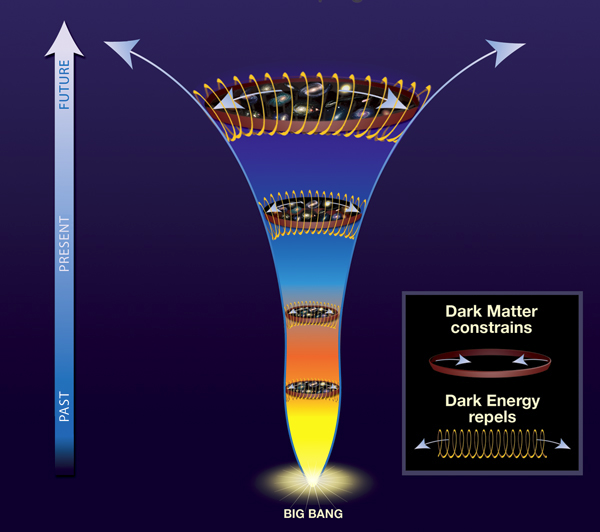 FUTURE
PRESENT
PAST
Dark Matter
constrains
Dark Energy
repels
BIG BANG